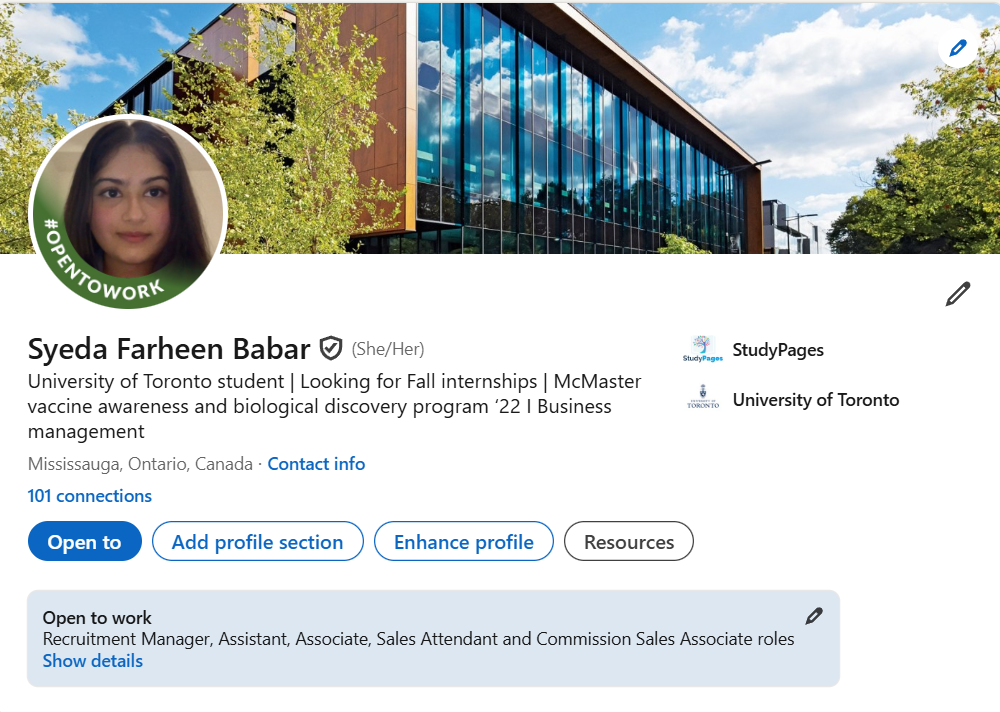 #OPENTOWORK
Syeda Farheen Babar (She/Her)
University of Toronto student | Looking for Fall internships | McMaster
vaccine awareness and biological discovery program ‘22 I Business
management
Mississauga, Ontario, Canada · Contact info
101 connections
StudyPages
StudyPages
UNIVERSITY OF
TORONTO
University of Toronto
Open to
Add profile section
Enhance profile
Resources
Open to work
Recruitment Manager, Assistant, Associate, Sales Attendant and Commission Sales Associate roles
Show details